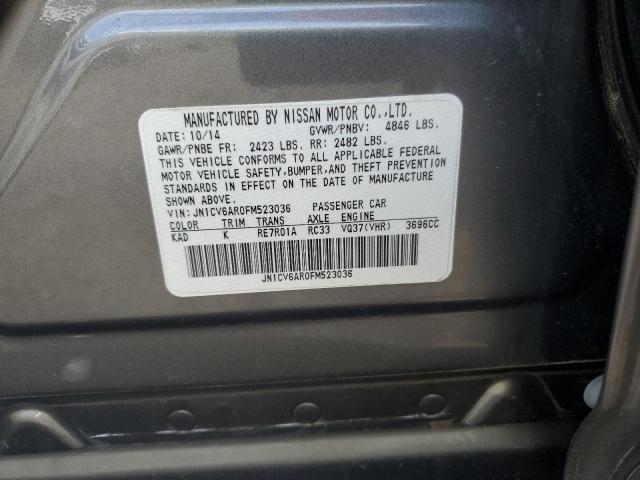 MANUFACTURED BY NISSAN MOTOR CO.,LTD.
DATE: 10/14 GVWR/PNBV: 4846 LBS.
GAWR/PNBE FR: 2423 LBS. RR: 2482 LBS.
THIS VEHICLE CONFORMS TO ALL APPLICABLE FEDERAL
MOTOR VEHICLE SAFETY,BUMPER,AND THEFT PREVENTION
STANDARDS IN EFFECT ON THE DATE OF MANUFACTURE
SHOWN ABOVE.
VIN: JN1CV6AR0FM523036 PASSENGER CAR
COLOR TRIM TRANS AXLE ENGINE
KAD K RE7R01A RC33 VQ37(VHR) 3696CC
JN1CV6AR0FM523036